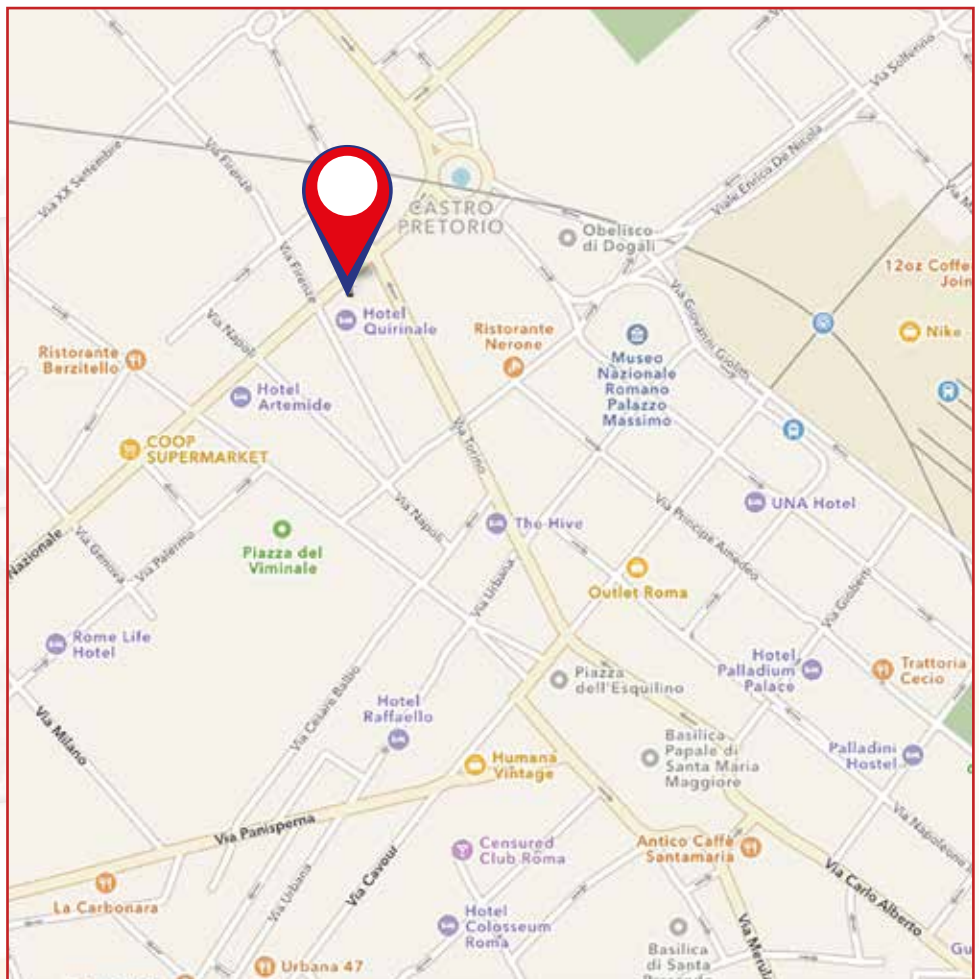 Via Solferino
Via Firenze
Via XX Settembre
Viale Enrico De Nicola
CASTRO
PRETORIO
Obelisco
di Dogali
Via Firenze
12oz Coffe
Join
Via Giovanni Giolitti
Hotel
Quirinale
Ristorante
Nerone
Nike
Via Napoli
Museo
Nazionale
Romano
Palazzo
Massimo
Ristorante
Berzitello
Hotel
Artemide
COOP
SUPERMARKET
Via Torino
UNA Hotel
Via Napoli
The Hive
Via Principe Amedeo
Nazionale
Via Genova
Via Palermo
Piazza del
Viminale
Via Urbana
Outlet Roma
Via Gioberti
Rome Life
Hotel
Hotel
Palladium
Palace
Trattoria
Cecio
Piazza
dell'Esquilino
Via Cesare Balbo
Hotel
Raffaello
Via Milano
Basilica
Papale di
Santa Maria
Maggiore
Palladini
Hostel
Humana
Vintage
Via Panisperna
Via Napoleone
Censured
Club Roma
Antico Caffè
Santamaria
Via Cavour
Via Urbana
La Carbonara
Via Carlo Alberto
Hotel
Colosseum
Roma
Via Merula
Basilica
di Santa
Gu
Urbana 47